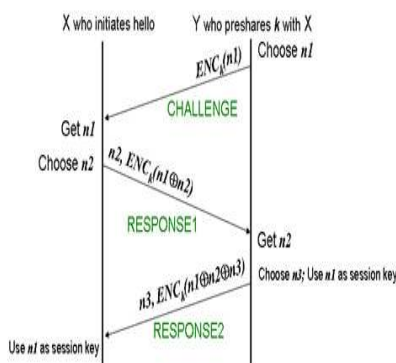 X who initiates hello
Y who preshares k with X
Choose n1
ENCk(n1)
CHALLENGE
Get n1
Choose n2
n2, ENCk(n1⊕n2)
RESPONSE1
Get n2
Choose n3; Use n1 as session key
n3, ENCk(n1⊕n2⊕n3)
RESPONSE2
Use n1 as session key